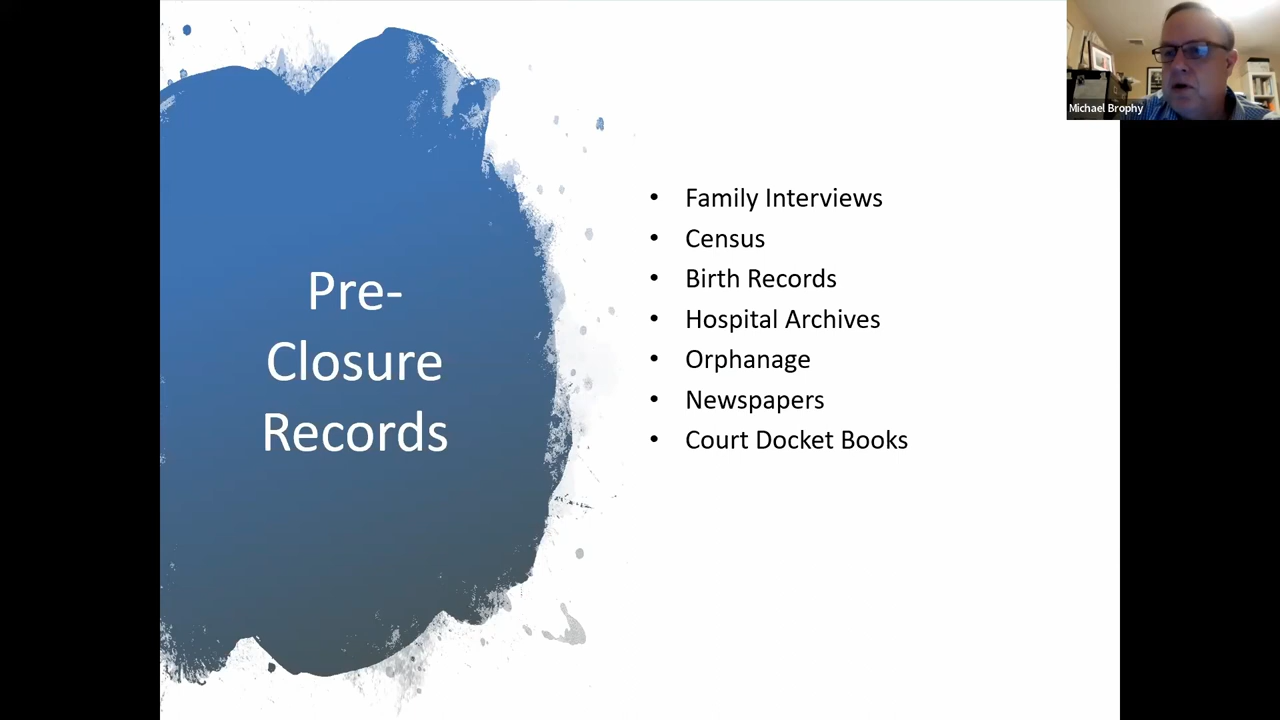 Michael Brophy
Pre-
Closure
Records
• Family Interviews
• Census
• Birth Records
• Hospital Archives
• Orphanage
• Newspapers
• Court Docket Books